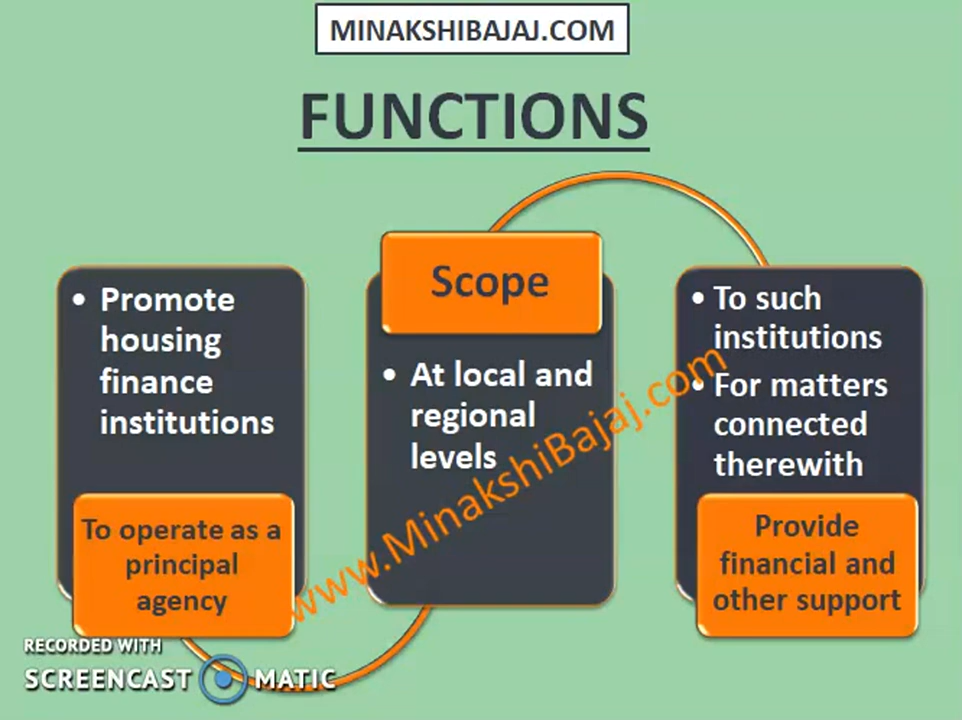 MINAKSHIBAJAJ.COM
FUNCTIONS
• Promote
housing
finance
institutions
To operate as a
principal
agency
Scope
• At local and
regional
levels
• To such
institutions
• For matters
connected
therewith
Provide
financial and
other support
www.MinakshiBajaj.com
RECORDED WITH
SCREENCAST MATIC